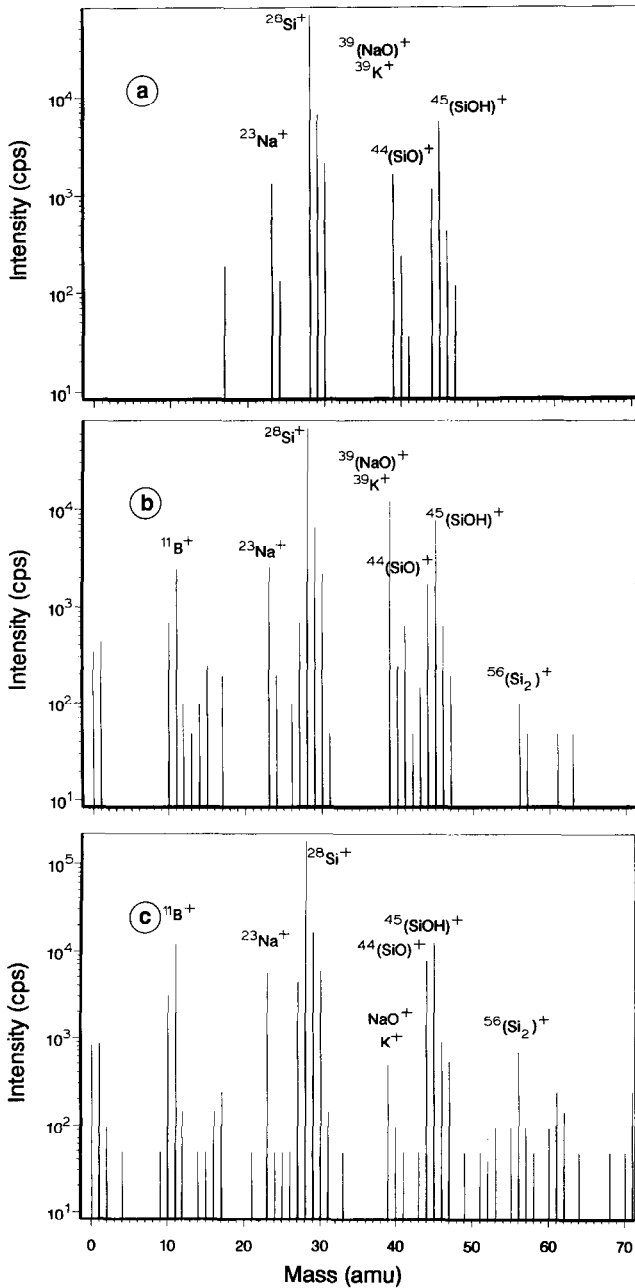 ²⁸Si⁺
³⁹(NaO)⁺
³⁹K⁺
ⓐ
⁴⁵(SiOH)⁺
10⁴
²³Na⁺
⁴⁴(SiO)⁺
Intensity (cps)
10³
10²
10¹
²⁸Si⁺
³⁹(NaO)⁺
³⁹K⁺
ⓑ
10⁴
⁴⁵(SiOH)⁺
¹¹B⁺
²³Na⁺
⁴⁴(SiO)⁺
Intensity (cps)
10³
⁵⁶(Si₂)⁺
10²
10¹
10⁵
²⁸Si⁺
ⓒ
¹¹B⁺
⁴⁵(SiOH)⁺
²³Na⁺
⁴⁴(SiO)⁺
10⁴
Intensity (cps)
NaO⁺
K⁺
⁵⁶(Si₂)⁺
10³
10²
10¹
0 10 20 30 40 50 60 70
Mass (amu)